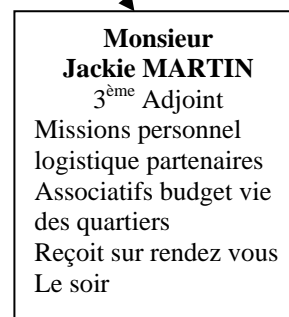 Monsieur
Jackie MARTIN
3ème Adjoint
Missions personnel
logistique partenaires
Associatifs budget vie
des quartiers
Reçoit sur rendez vous
Le soir